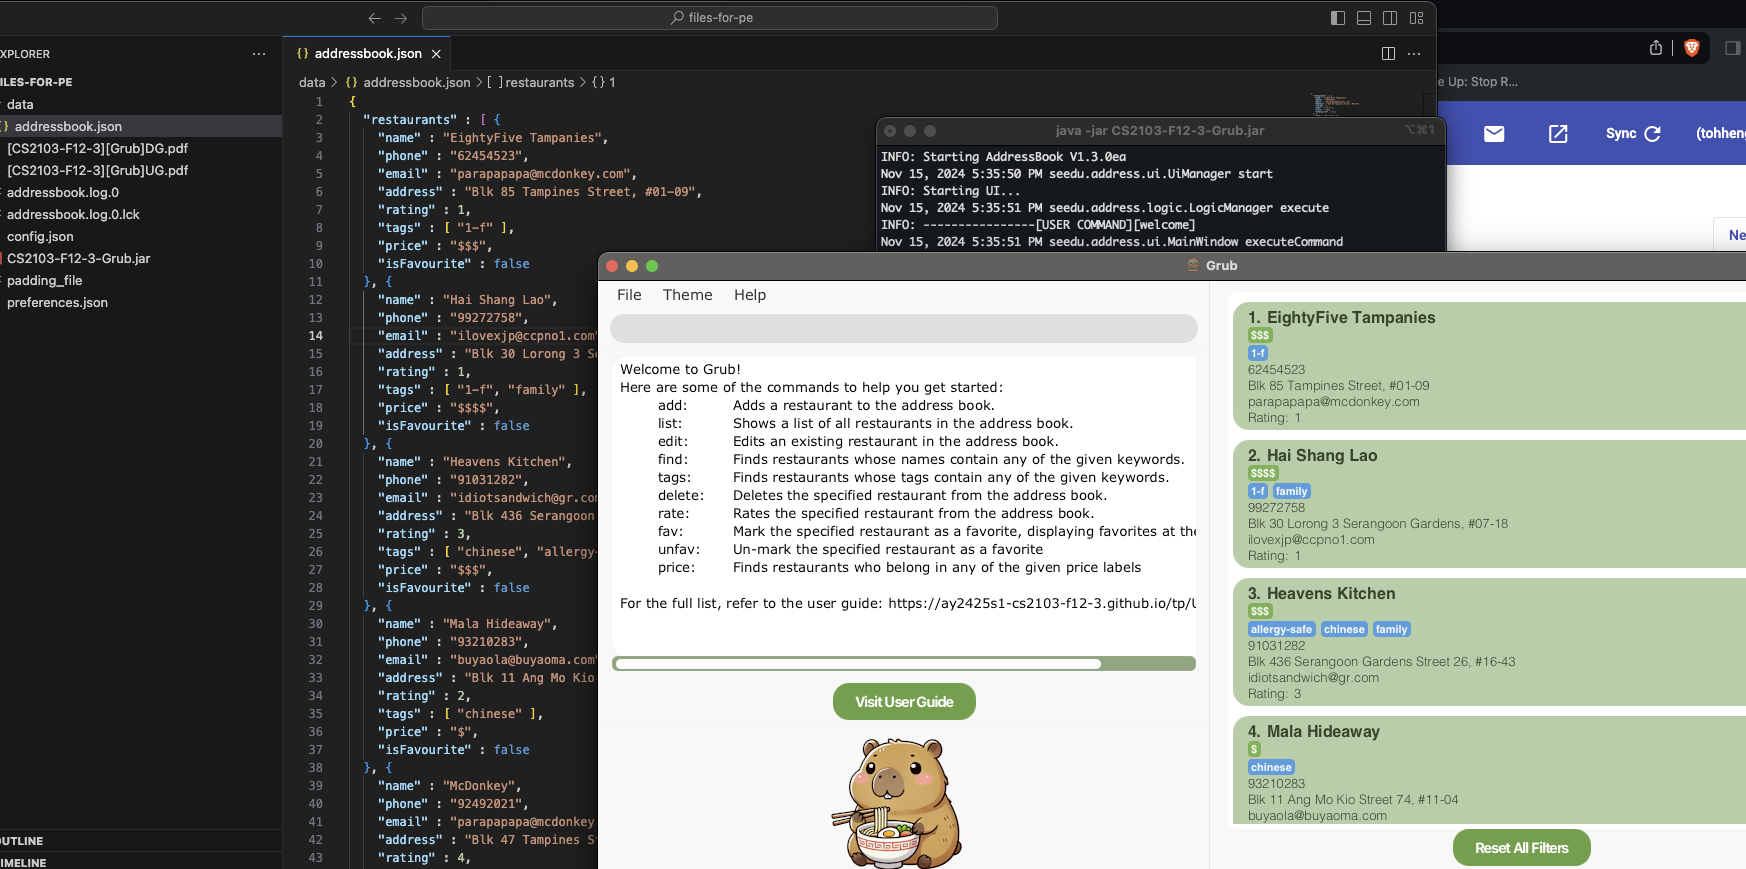 files-for-pe
XPLORER
ILES-FOR-PE
data
{} addressbook.json
[CS2103-F12-3][Grub]DG.pdf
[CS2103-F12-3][Grub]UG.pdf
addressbook.log.0
addressbook.log.0.lck
config.json
CS2103-F12-3-Grub.jar
padding_file
preferences.json
OUTLINE
IMELINE
{} addressbook.json
data > {} addressbook.json > [ ] restaurants > {} 1
1 {
2 "restaurants" : [ {
3 "name" : "EightyFive Tampanies",
4 "phone" : "62454523",
5 "email" : "parapapapa@mcdonkey.com",
6 "address" : "Blk 85 Tampines Street, #01-09",
7 "rating" : 1,
8 "tags" : [ "1-f" ],
9 "price" : "$$$",
10 "isFavourite" : false
11 }, {
12 "name" : "Hai Shang Lao",
13 "phone" : "99272758",
14 "email" : "ilovexjp@ccpno1.com"
15 "address" : "Blk 30 Lorong 3 Se
16 "rating" : 1,
17 "tags" : [ "1-f", "family" ],
18 "price" : "$$$$",
19 "isFavourite" : false
20 }, {
21 "name" : "Heavens Kitchen",
22 "phone" : "91031282",
23 "email" : "idiotsandwich@gr.com
24 "address" : "Blk 436 Serangoon
25 "rating" : 3,
26 "tags" : [ "chinese", "allergy-
27 "price" : "$$$",
28 "isFavourite" : false
29 }, {
30 "name" : "Mala Hideaway",
31 "phone" : "93210283",
32 "email" : "buyaola@buyaoma.com"
33 "address" : "Blk 11 Ang Mo Kio
34 "rating" : 2,
35 "tags" : [ "chinese" ],
36 "price" : "$",
37 "isFavourite" : false
38 }, {
39 "name" : "McDonkey",
40 "phone" : "92492021",
41 "email" : "parapapapa@mcdonkey
42 "address" : "Blk 47 Tampines St
43 "rating" : 4,
java -jar CS2103-F12-3-Grub.jar
⌥⌘1
INFO: Starting AddressBook V1.3.0ea
Nov 15, 2024 5:35:50 PM seedu.address.ui.UiManager start
INFO: Starting UI...
Nov 15, 2024 5:35:51 PM seedu.address.logic.LogicManager execute
INFO: ----------------[USER COMMAND][welcome]
Nov 15, 2024 5:35:51 PM seedu.address.ui.MainWindow executeCommand
e Up: Stop R...
Sync
(tohheng
Ne
Grub
File Theme Help
Welcome to Grub!
Here are some of the commands to help you get started:
add: Adds a restaurant to the address book.
list: Shows a list of all restaurants in the address book.
edit: Edits an existing restaurant in the address book.
find: Finds restaurants whose names contain any of the given keywords.
tags: Finds restaurants whose tags contain any of the given keywords.
delete: Deletes the specified restaurant from the address book.
rate: Rates the specified restaurant from the address book.
fav: Mark the specified restaurant as a favorite, displaying favorites at the
unfav: Un-mark the specified restaurant as a favorite
price: Finds restaurants who belong in any of the given price labels
For the full list, refer to the user guide: https://ay2425s1-cs2103-f12-3.github.io/tp/U
Visit User Guide
1. EightyFive Tampanies
$$$
1-f
62454523
Blk 85 Tampines Street, #01-09
parapapapa@mcdonkey.com
Rating: 1
2. Hai Shang Lao
$$$$
1-f family
99272758
Blk 30 Lorong 3 Serangoon Gardens, #07-18
ilovexjp@ccpno1.com
Rating: 1
3. Heavens Kitchen
$$$
allergy-safe chinese family
91031282
Blk 436 Serangoon Gardens Street 26, #16-43
idiotsandwich@gr.com
Rating: 3
4. Mala Hideaway
$
chinese
93210283
Blk 11 Ang Mo Kio Street 74, #11-04
buyaola@buyaoma.com
Reset All Filters